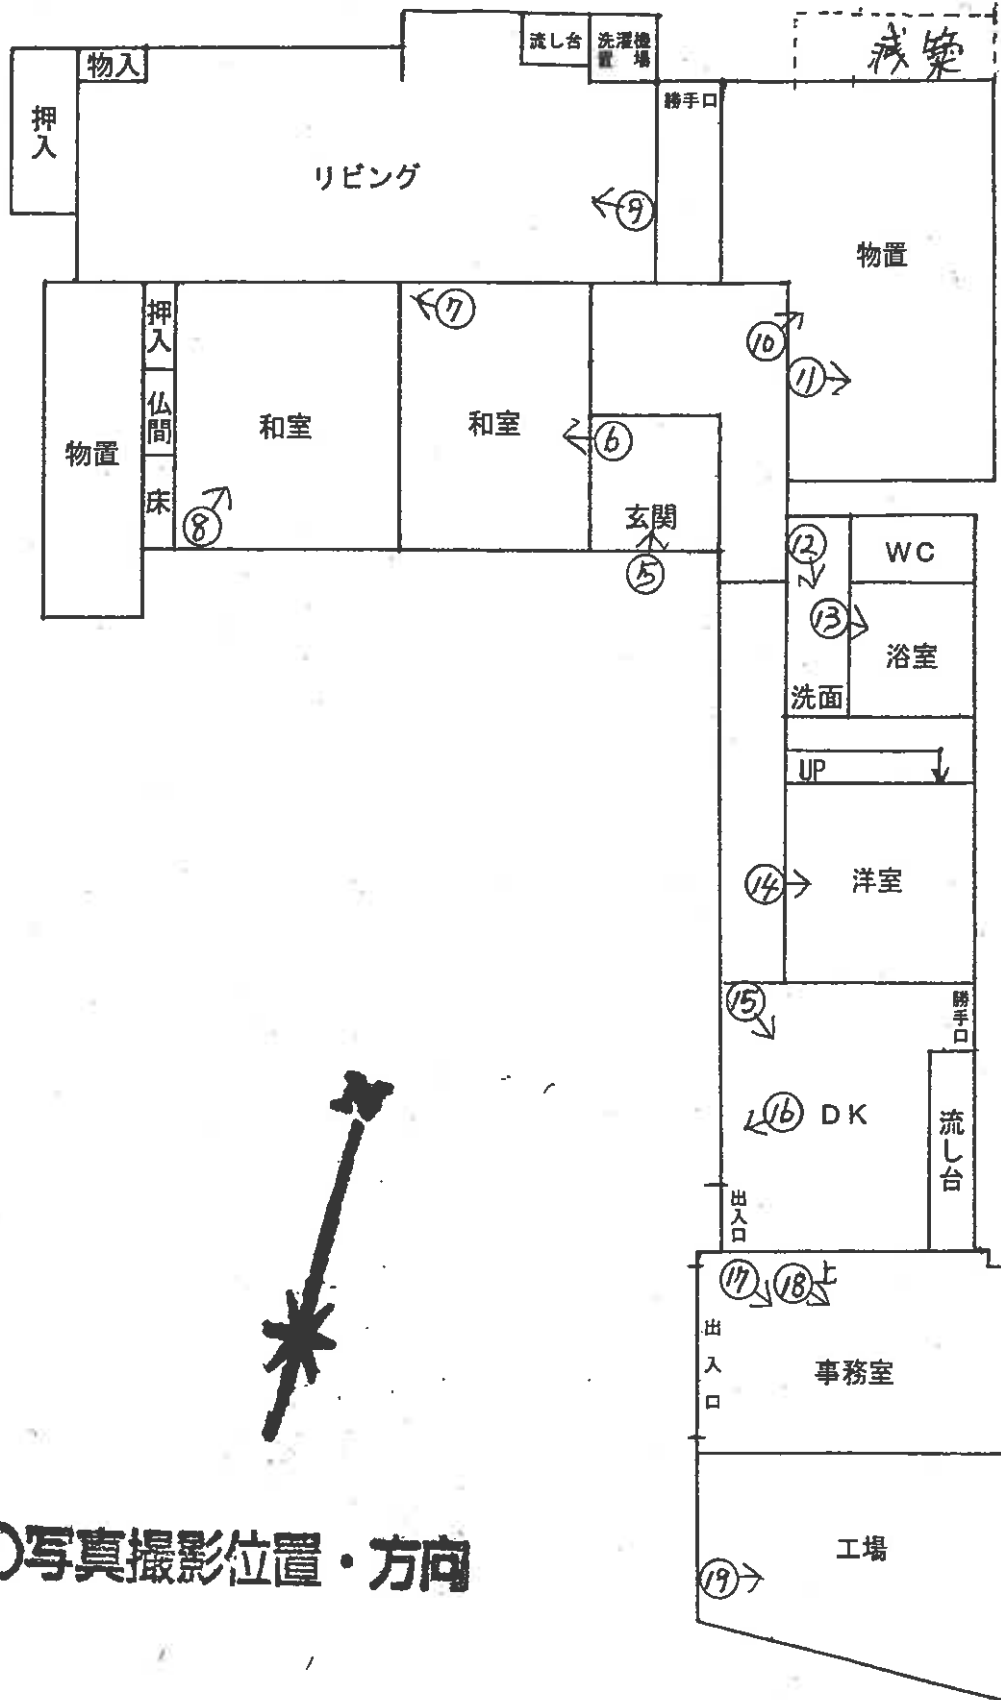 流し台
洗濯機
置場
減築
物入
押入
勝手口
リビング
⑨
物置
押入
⑦
⑩
⑪
仏間
和室
和室
⑥
物置
床
⑧
玄関
⑤
⑫
WC
⑬
浴室
洗面
UP
⑭
洋室
⑮
勝手口
⑯
DK
流し台
出入口
N
⑰
⑱上
出入口
事務室
工場
⑲
○写真撮影位置・方向